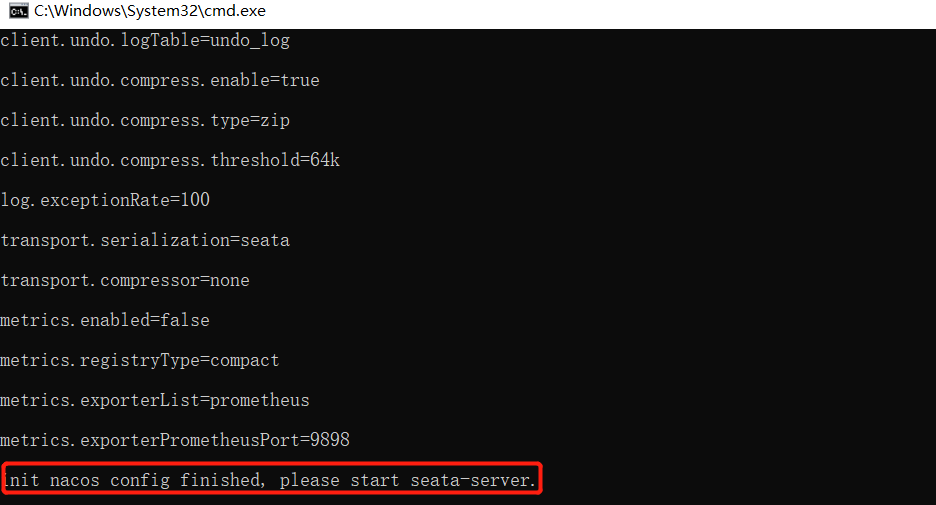 C:\Windows\System32\cmd.exe
client.undo.logTable=undo_log
client.undo.compress.enable=true
client.undo.compress.type=zip
client.undo.compress.threshold=64k
log.exceptionRate=100
transport.serialization=seata
transport.compressor=none
metrics.enabled=false
metrics.registryType=compact
metrics.exporterList=prometheus
metrics.exporterPrometheusPort=9898
init nacos config finished, please start seata-server.